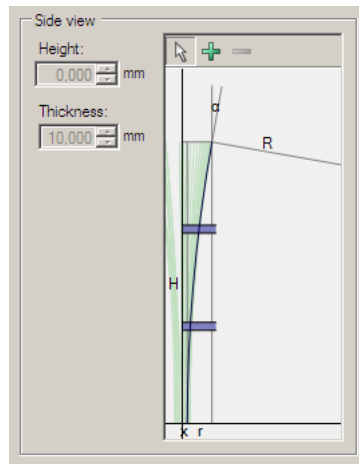 Side view
Height:
0,000 mm
Thickness:
10,000 mm
α
R
H
x r